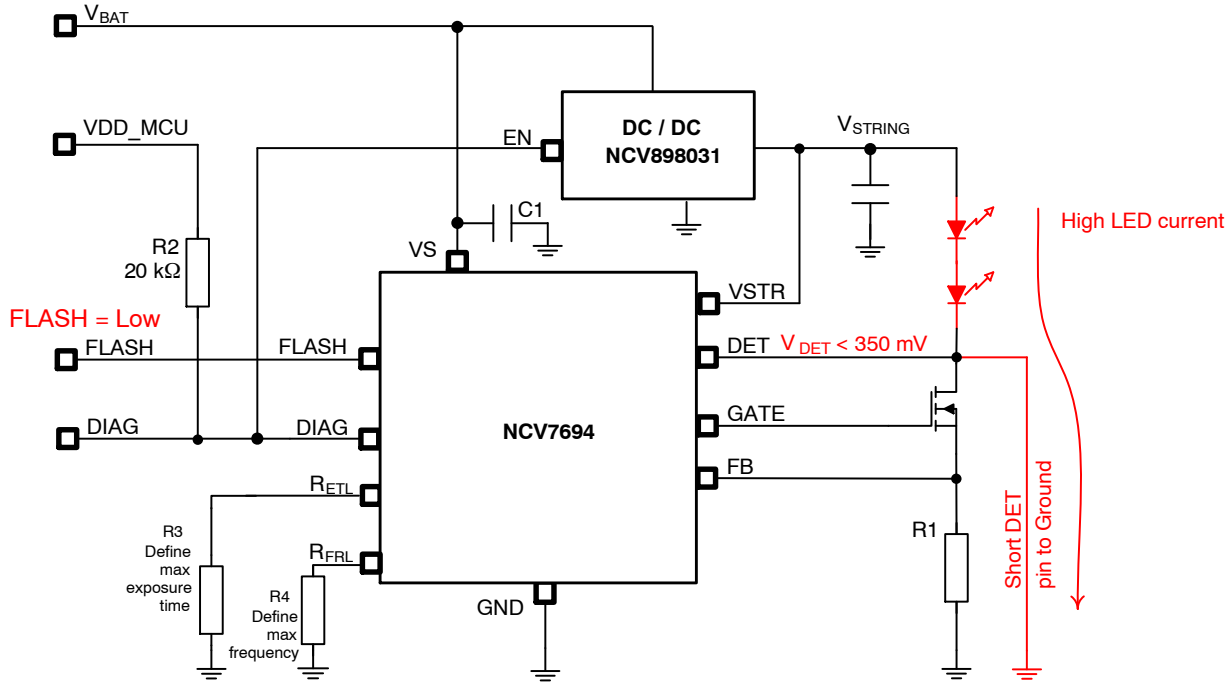 VBAT
VDD_MCU
EN
DC / DC
NCV898031
VSTRING
C1
R2
20 kΩ
VS
High LED current
VSTR
FLASH = Low
FLASH
FLASH
DET
V DET < 350 mV
GATE
DIAG
DIAG
NCV7694
FB
RETL
R3
Define
max
exposure
time
RFRL
R4
Define
max
frequency
GND
R1
Short DET
pin to Ground